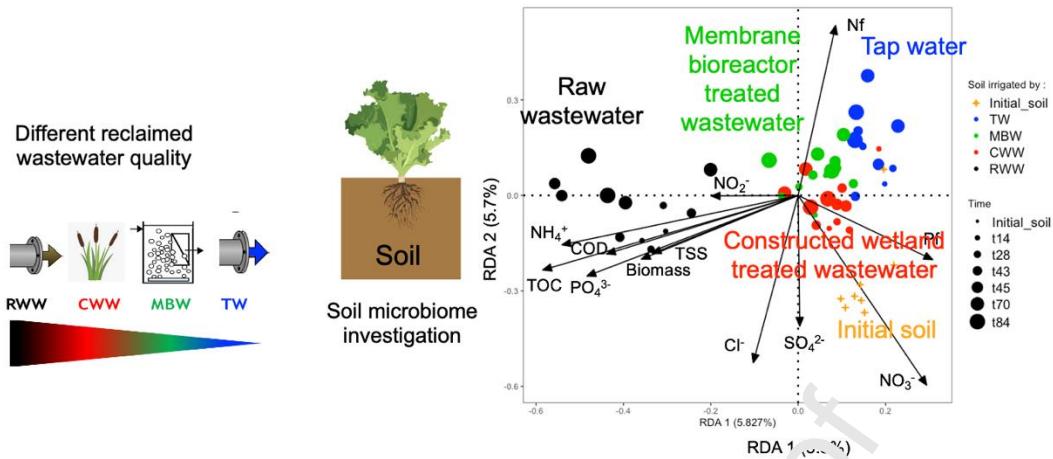 Different reclaimed
wastewater quality
RWW
CWW
MBW
TW
Soil
Soil microbiome
investigation
Raw
wastewater
Membrane
bioreactor
treated
wastewater
Tap water
Constructed wetland
treated wastewater
Initial soil
Nf
NO₂⁻
NH₄⁺
COD
TSS
Biomass
TOC
PO₄³⁻
Pf
Cl⁻
SO₄²⁻
NO₃⁻
RDA 2 (5.7%)
0.3
0.0
-0.3
-0.6
-0.6
-0.4
-0.2
0.0
0.2
RDA 1 (5.827%)
RDA 1
Soil irrigated by :
Initial_soil
TW
MBW
CWW
RWW
Time
Initial_soil
t14
t28
t43
t45
t70
t84